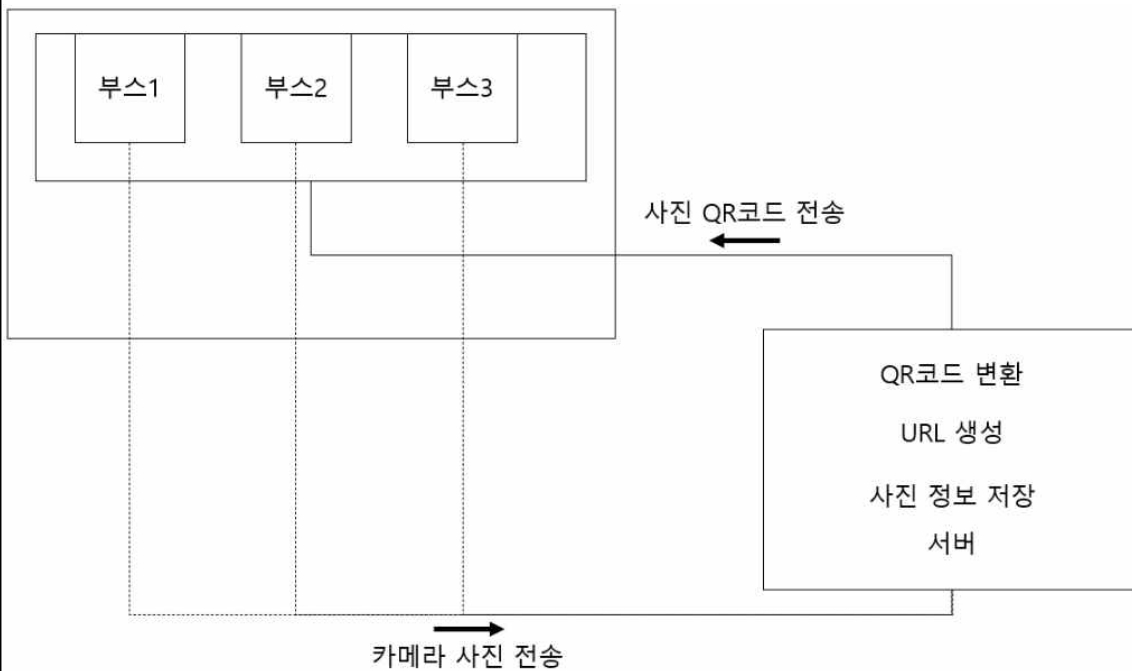 부스1
부스2
부스3
사진 QR코드 전송
QR코드 변환
URL 생성
사진 정보 저장
서버
카메라 사진 전송